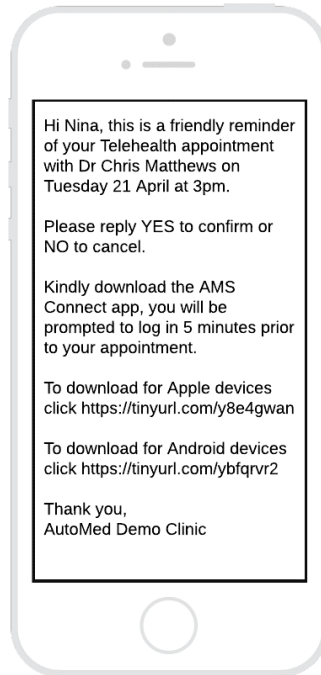 Hi Nina, this is a friendly reminder
of your Telehealth appointment
with Dr Chris Matthews on
Tuesday 21 April at 3pm.
Please reply YES to confirm or
NO to cancel.
Kindly download the AMS
Connect app, you will be
prompted to log in 5 minutes prior
to your appointment.
To download for Apple devices
click https://tinyurl.com/y8e4gwan
To download for Android devices
click https://tinyurl.com/ybfqrvr2
Thank you,
AutoMed Demo Clinic